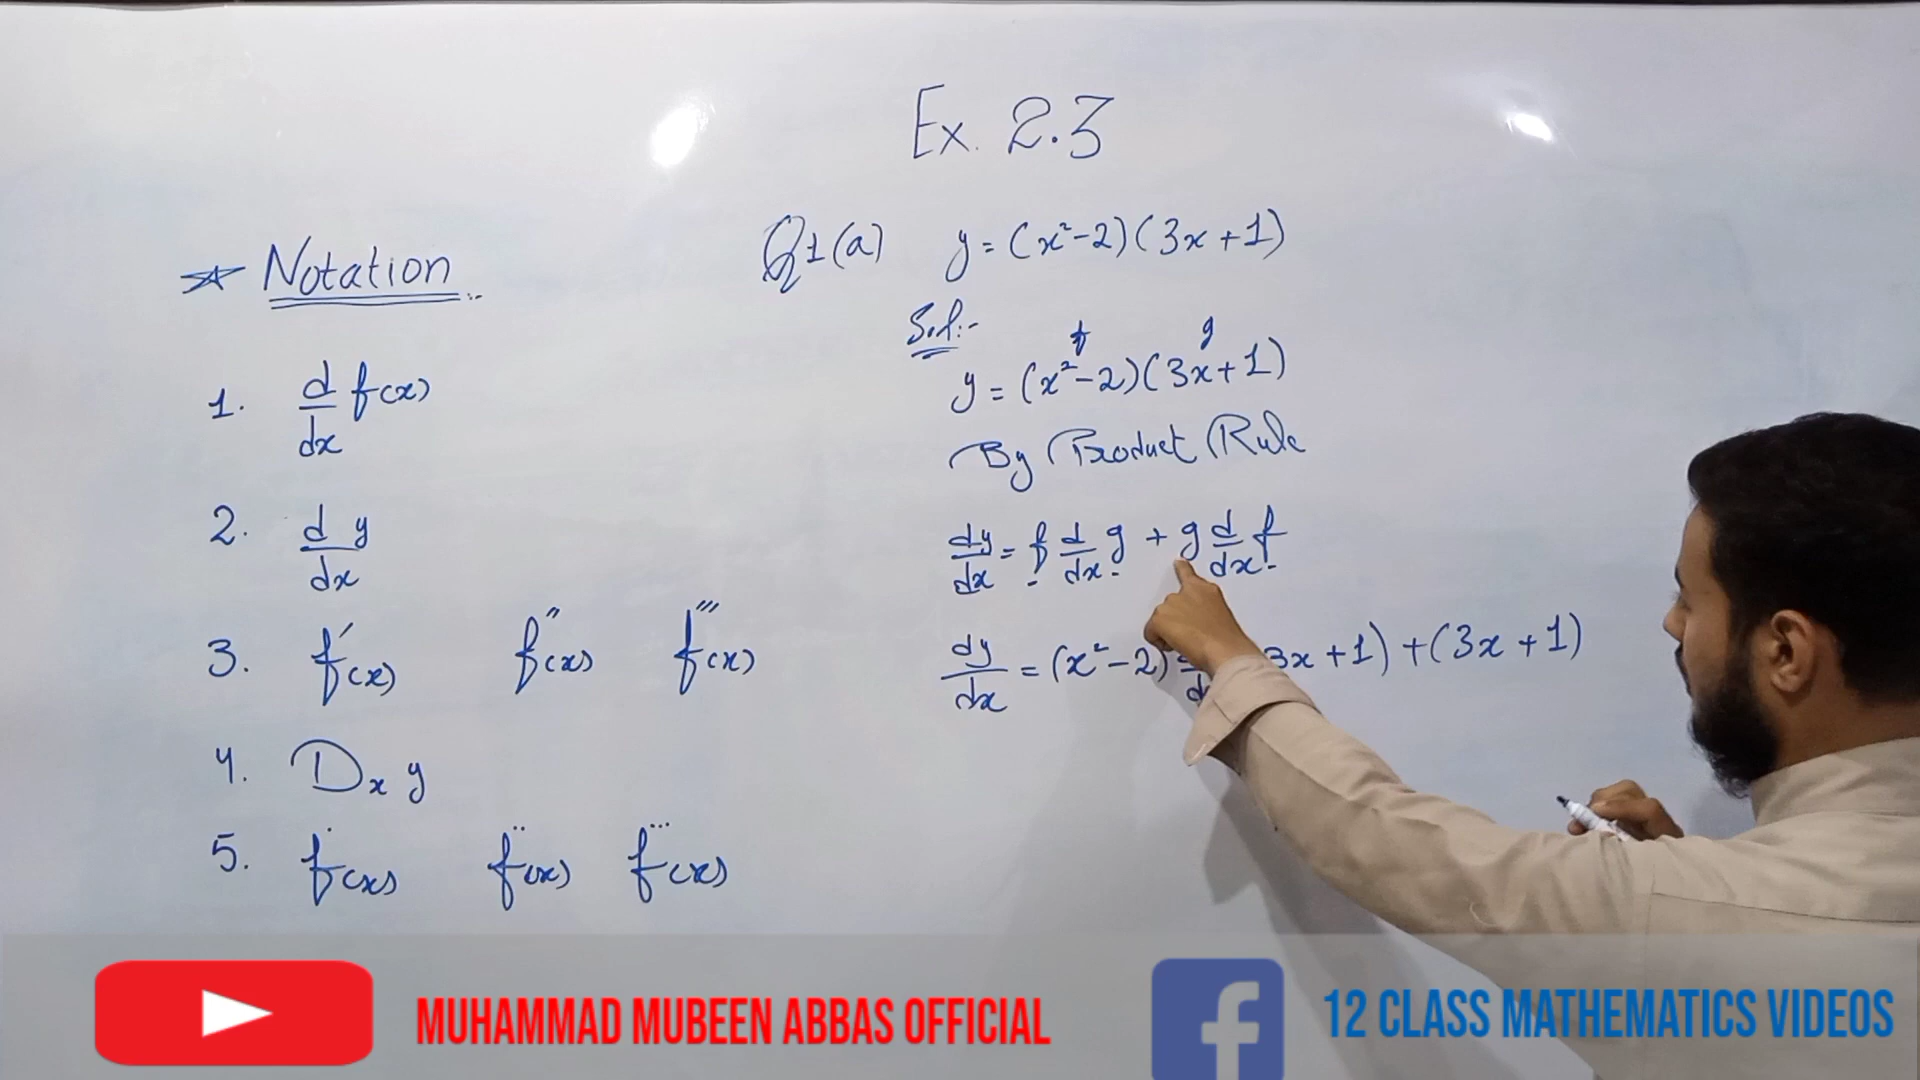 Ex. 2.3
* Notation
1. d/dx f(x)
2. d/dx y
3. f′(x) f″(x) f‴(x)
4. Dₓ y
5. ḟ(x) f̈(x) f⃛(x)
Q1(a) y = (x²-2)(3x+1)
Sol:-
f g
y = (x²-2)(3x+1)
By Product Rule
dy/dx = f d/dx g + g d/dx f
dy/dx = (x²-2) 3x+1)+(3x+1)
MUHAMMAD MUBEEN ABBAS OFFICIAL
f 12 CLASS MATHEMATICS VIDEOS